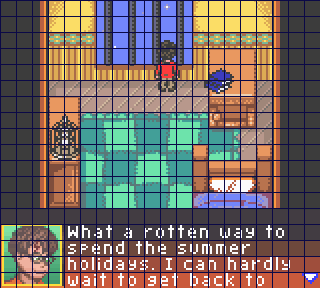 What a rotten way to
spend the summer
holidays. I can hardly
wait to get back to